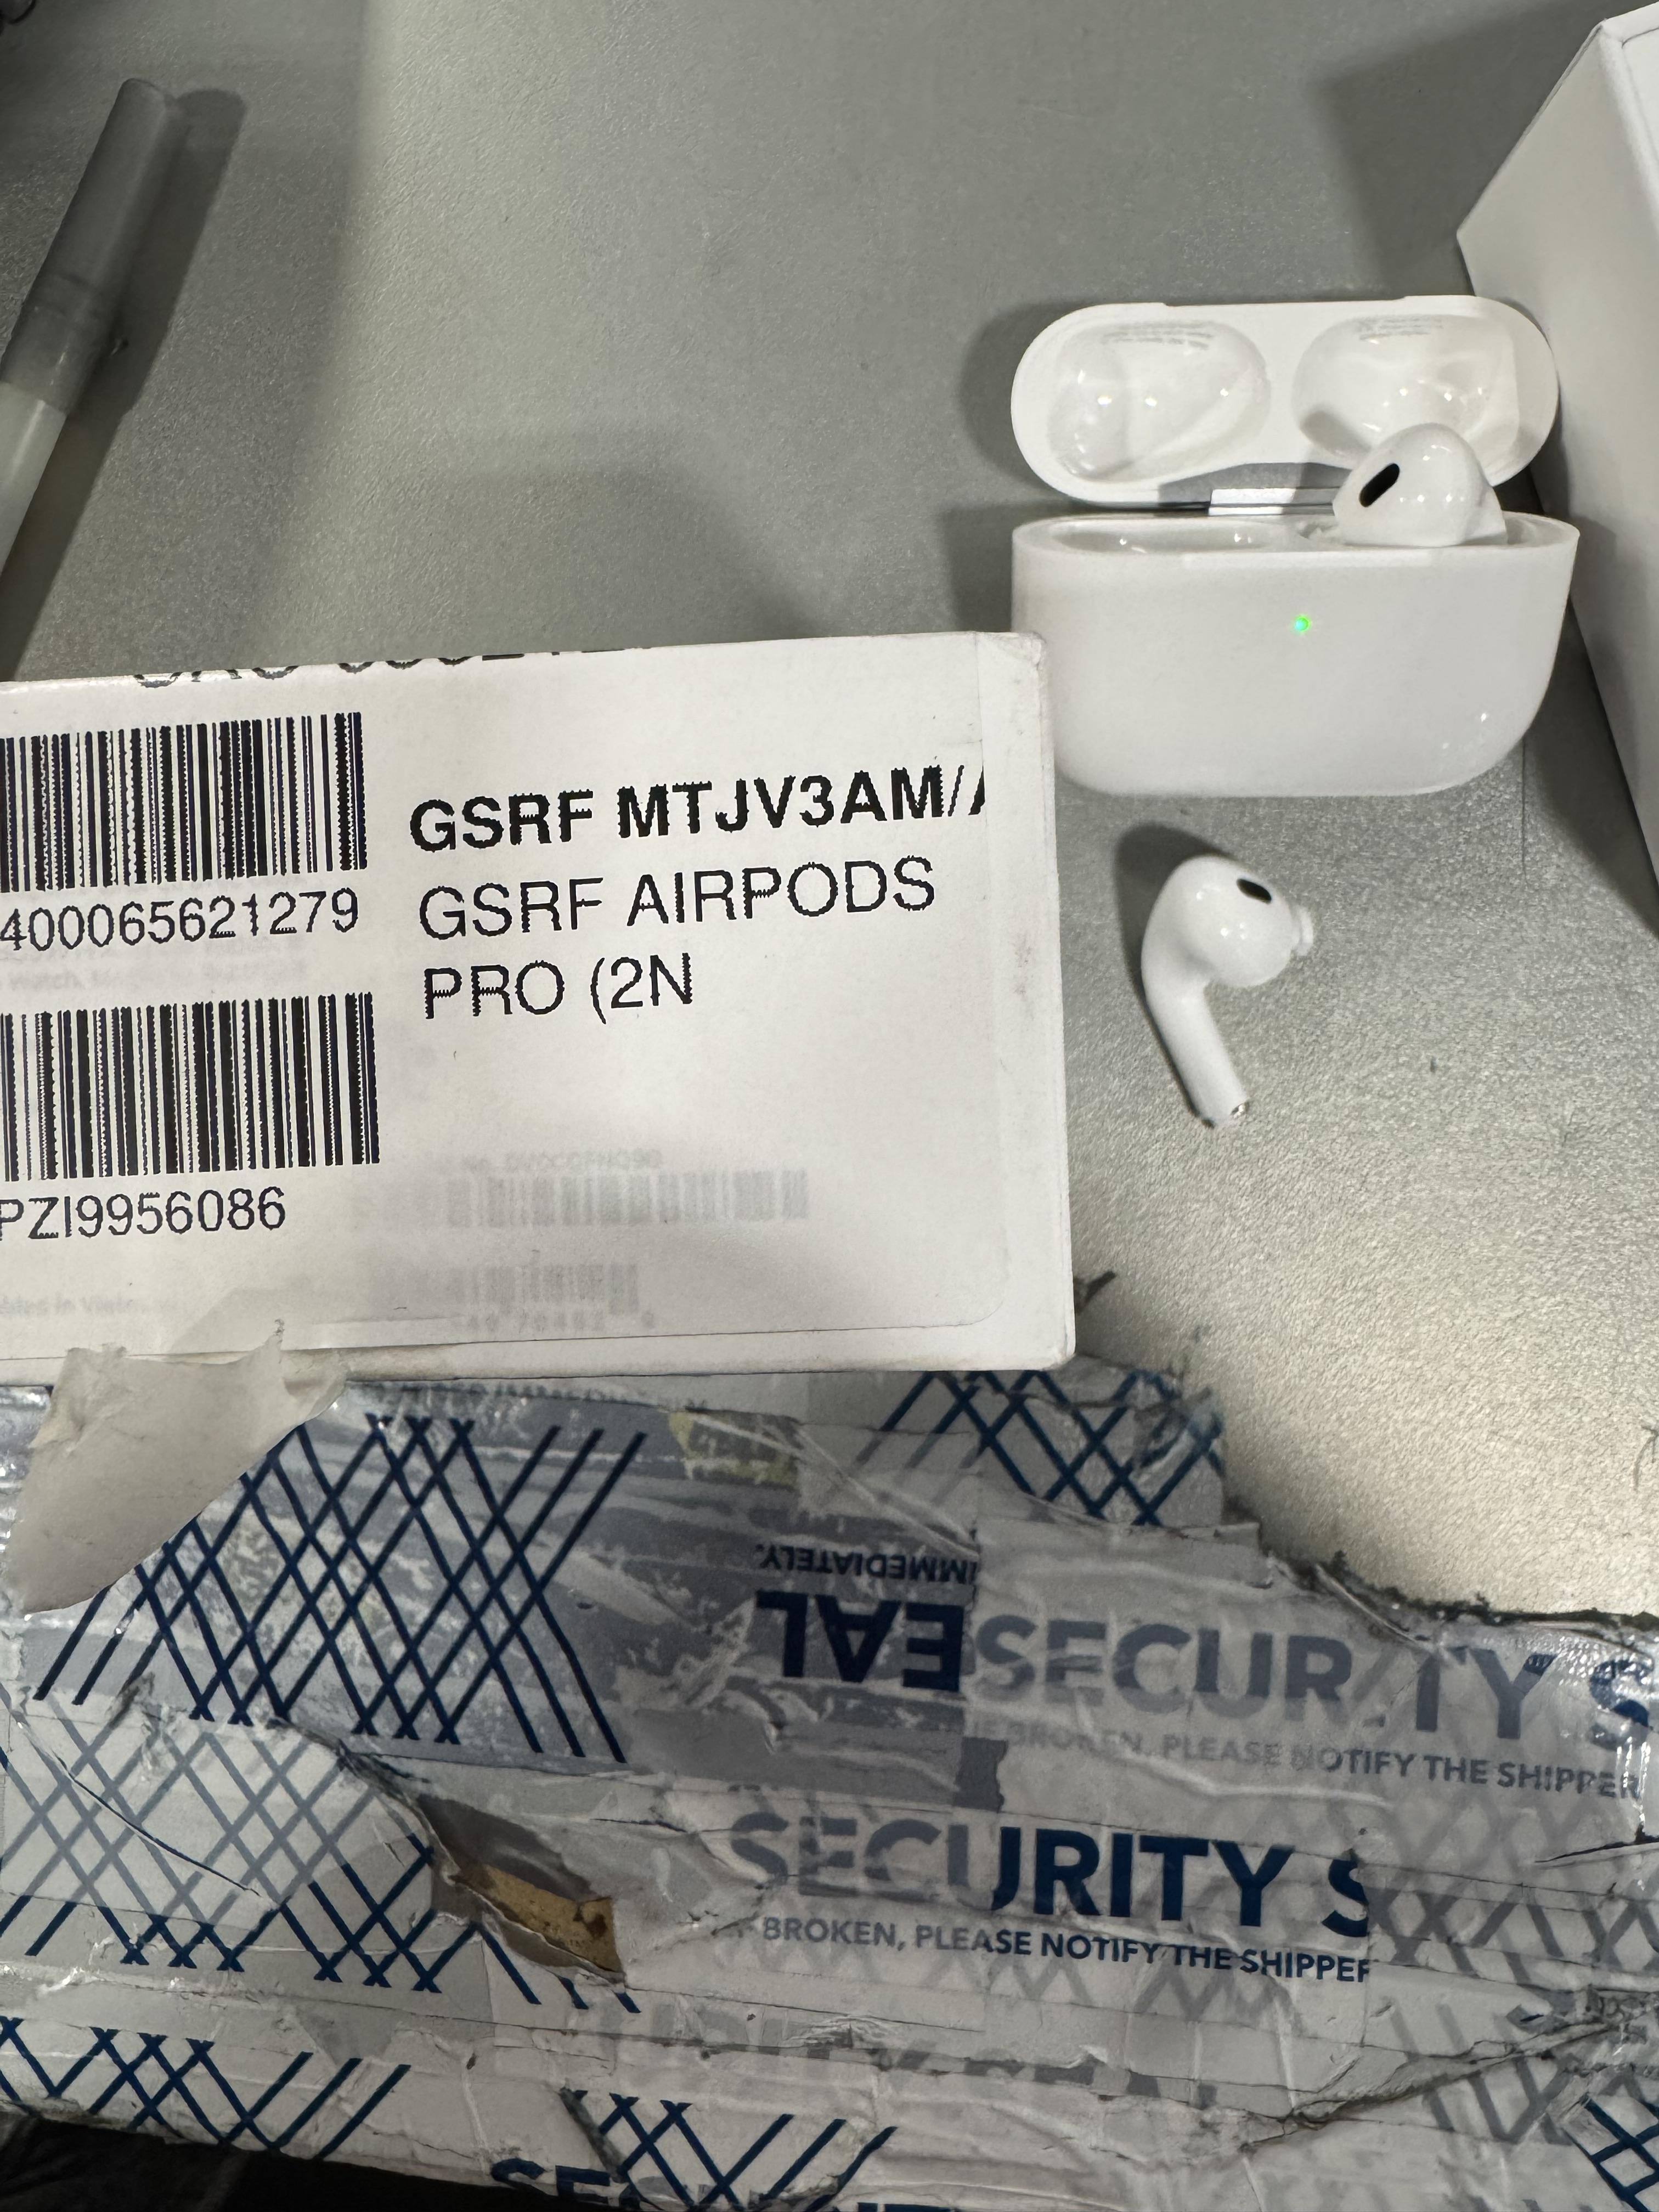 400065621279
GSRF MTJV3AM/A
GSRF AIRPODS
PRO (2N
PZI9956086
IMMEDIATELY.
EAL
SECURITY S
BROKEN, PLEASE NOTIFY THE SHIPPER
SECURITY S
BROKEN, PLEASE NOTIFY THE SHIPPER
SE